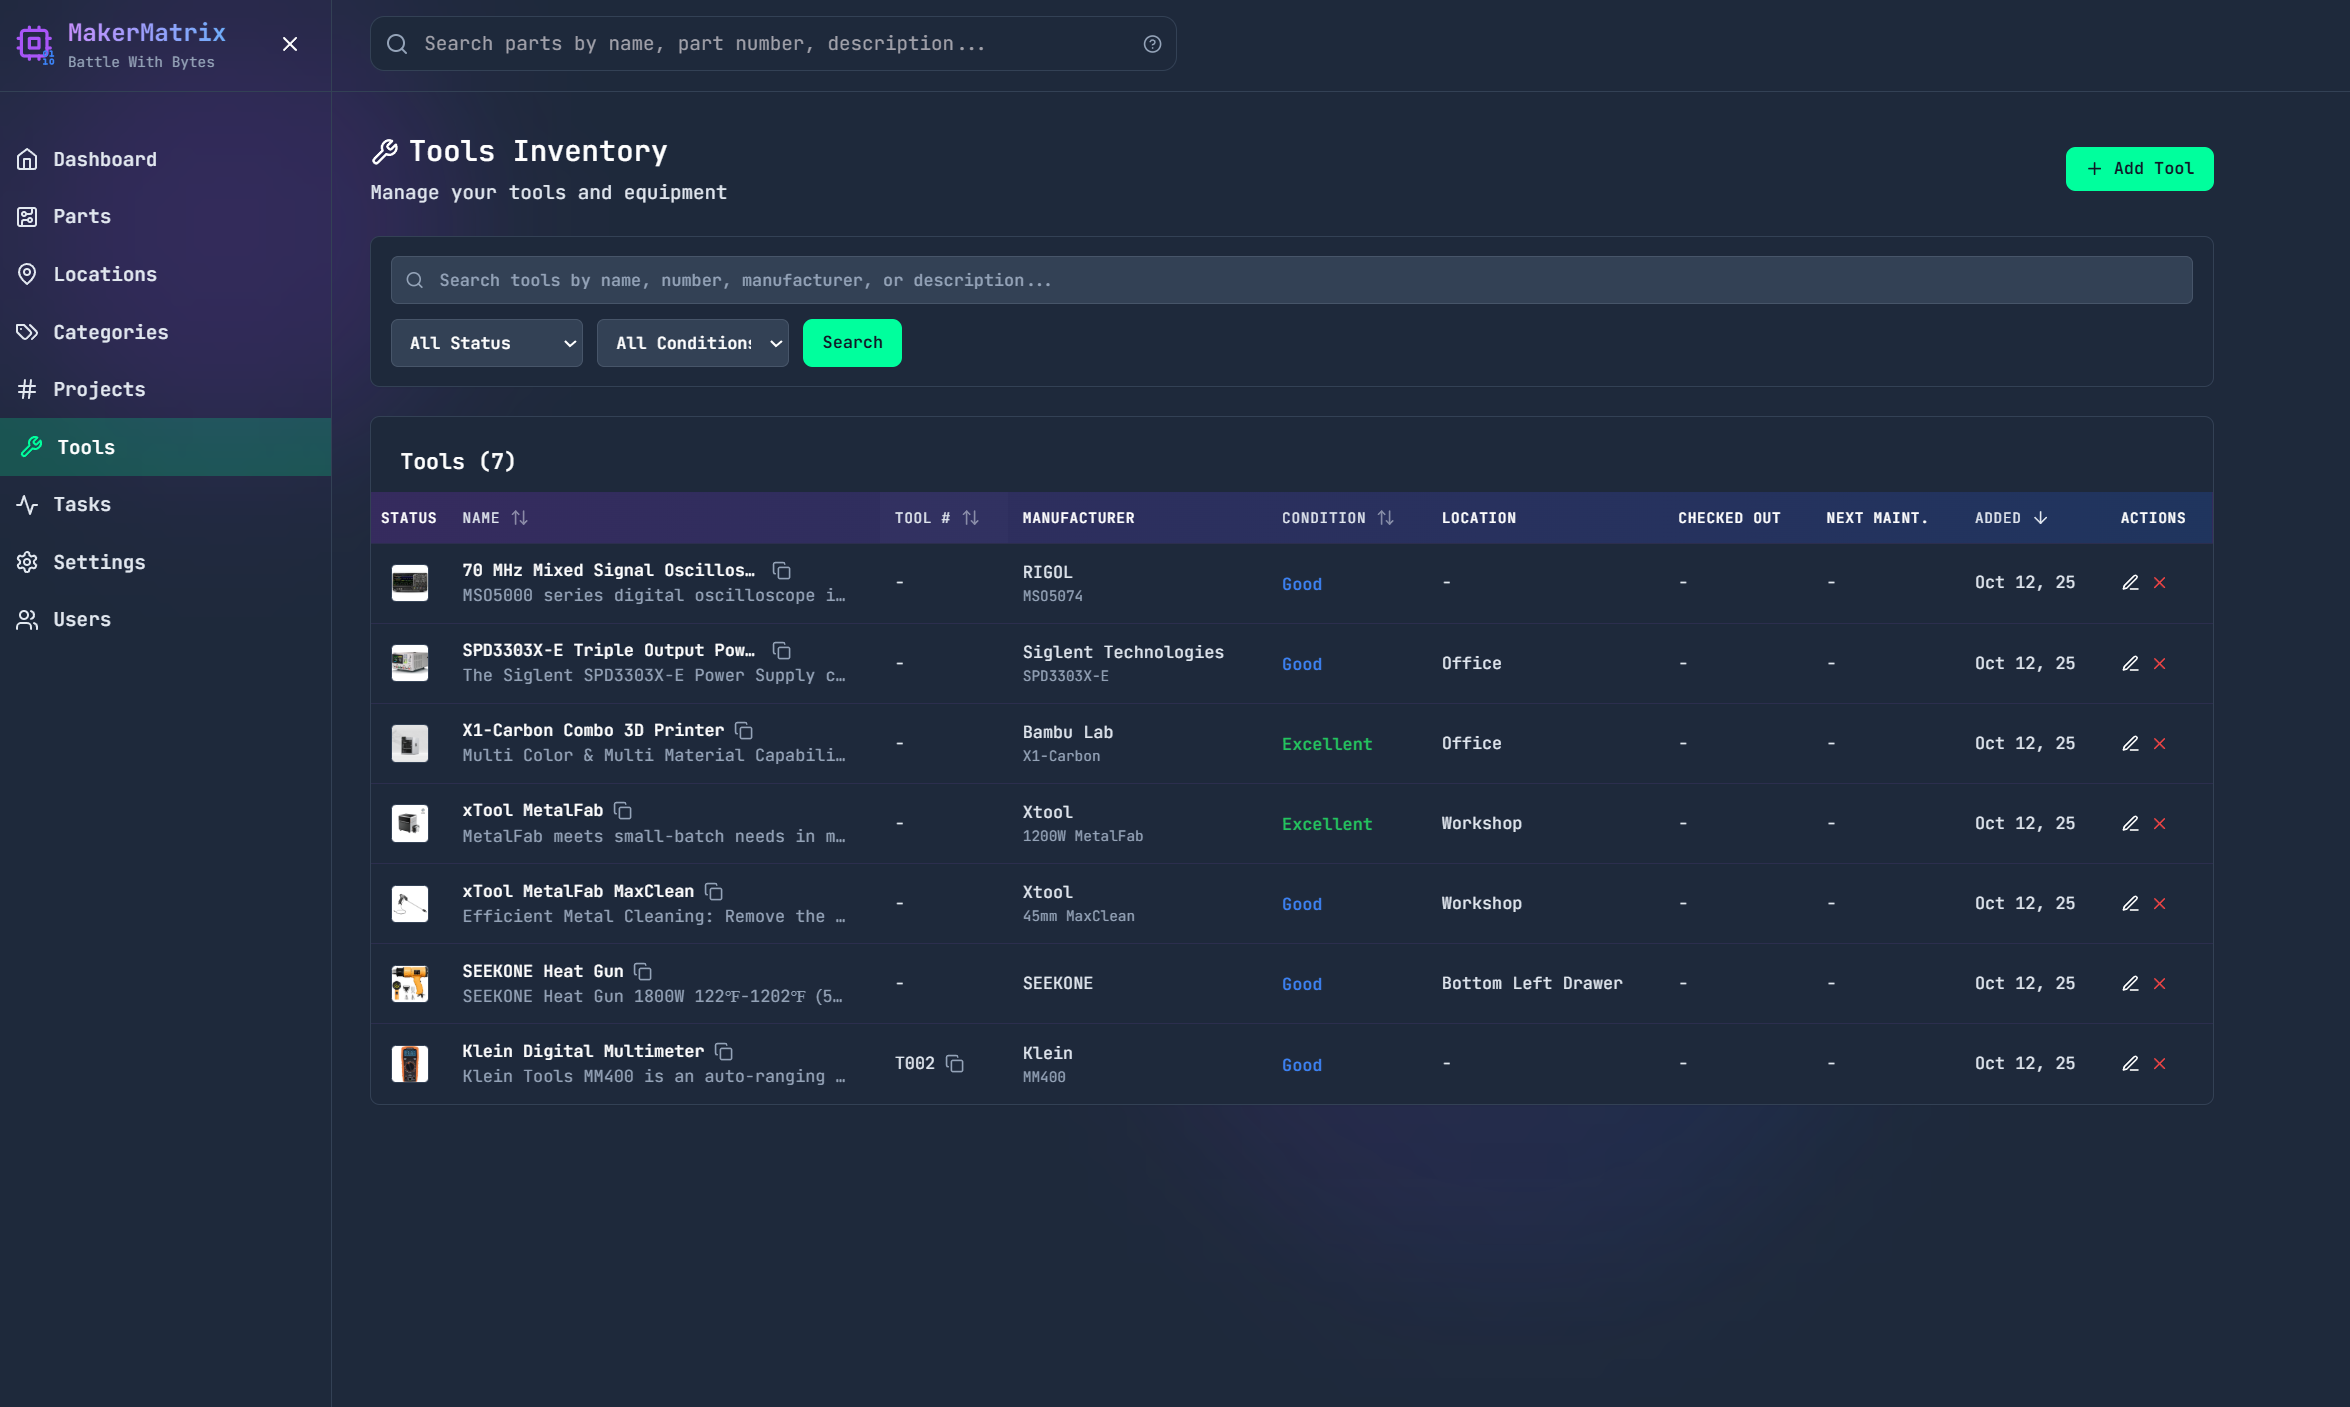 MakerMatrix
Battle With Bytes
Search parts by name, part number, description...
Dashboard
Parts
Locations
Categories
Projects
Tools
Tasks
Settings
Users
Tools Inventory
Manage your tools and equipment
+ Add Tool
Search tools by name, number, manufacturer, or description...
All Status
All Conditions
Search
Tools (7)
STATUS NAME TOOL # MANUFACTURER CONDITION LOCATION CHECKED OUT NEXT MAINT. ADDED ACTIONS
70 MHz Mixed Signal Oscillos… - RIGOL Good - - - Oct 12, 25
MSO5000 series digital oscilloscope i… MSO5074
SPD3303X-E Triple Output Pow… - Siglent Technologies Good Office - - Oct 12, 25
The Siglent SPD3303X-E Power Supply c… SPD3303X-E
X1-Carbon Combo 3D Printer - Bambu Lab Excellent Office - - Oct 12, 25
Multi Color & Multi Material Capabili… X1-Carbon
xTool MetalFab - Xtool Excellent Workshop - - Oct 12, 25
MetalFab meets small-batch needs in m… 1200W MetalFab
xTool MetalFab MaxClean - Xtool Good Workshop - - Oct 12, 25
Efficient Metal Cleaning: Remove the … 45mm MaxClean
SEEKONE Heat Gun - SEEKONE Good Bottom Left Drawer - - Oct 12, 25
SEEKONE Heat Gun 1800W 122℉-1202℉ (5…
Klein Digital Multimeter T002 Klein Good - - - Oct 12, 25
Klein Tools MM400 is an auto-ranging … MM400